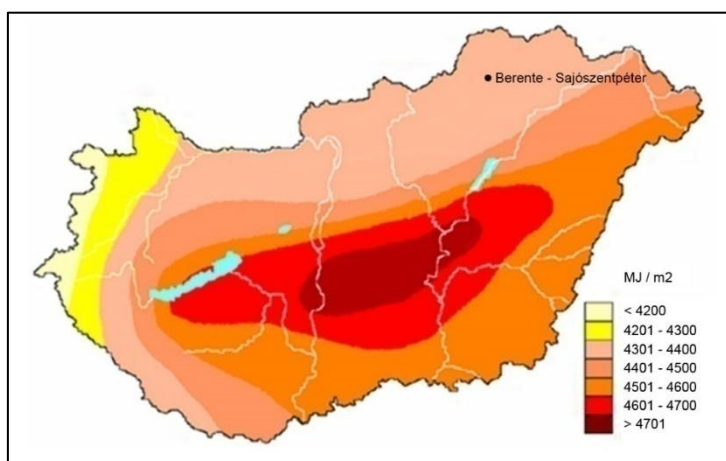 Berente - Sajószentpéter
MJ / m2
< 4200
4201 - 4300
4301 - 4400
4401 - 4500
4501 - 4600
4601 - 4700
> 4701